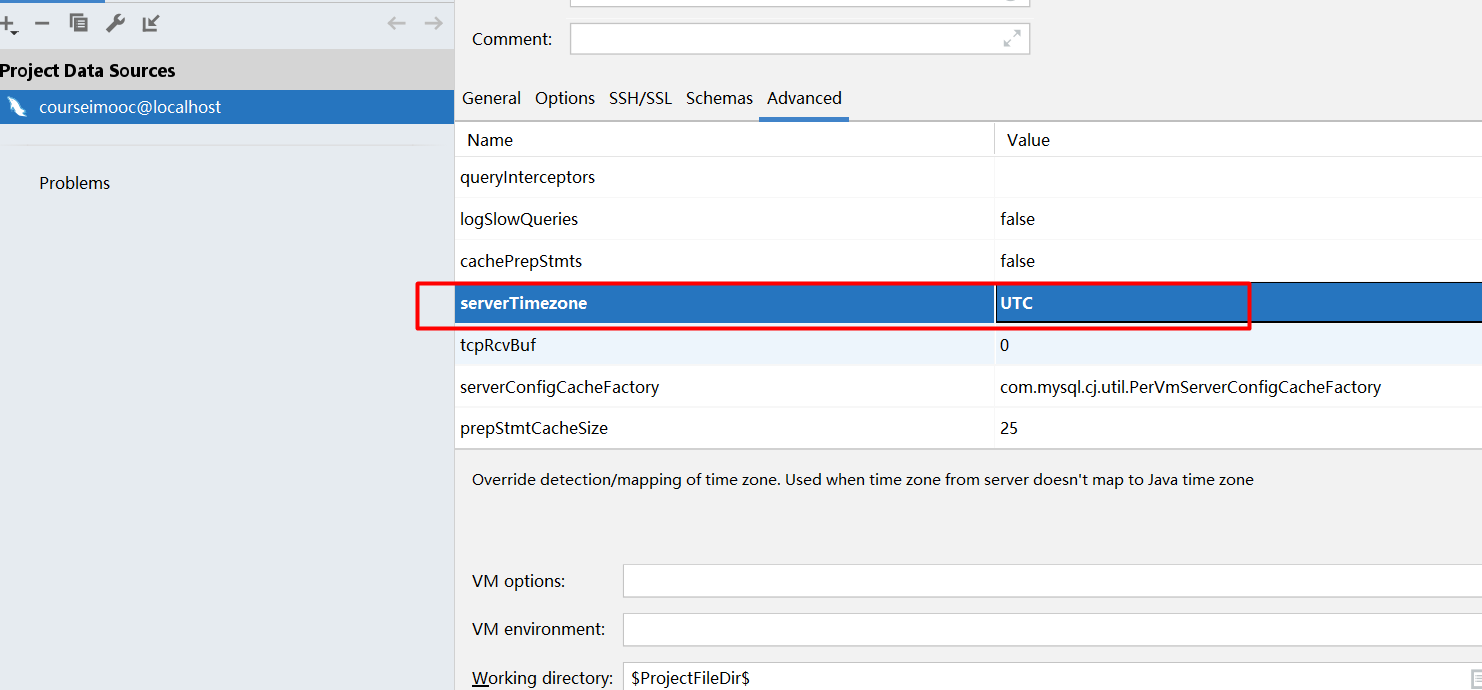 Comment:
Project Data Sources
courseimooc@localhost
Problems
General Options SSH/SSL Schemas Advanced
Name Value
queryInterceptors
logSlowQueries false
cachePrepStmts false
serverTimezone UTC
tcpRcvBuf 0
serverConfigCacheFactory com.mysql.cj.util.PerVmServerConfigCacheFactory
prepStmtCacheSize 25
Override detection/mapping of time zone. Used when time zone from server doesn't map to Java time zone
VM options:
VM environment:
Working directory: $ProjectFileDir$